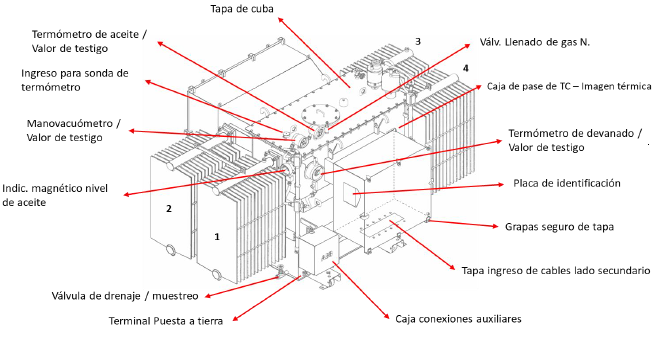 Tapa de cuba
Termómetro de aceite /
Valor de testigo
Ingreso para sonda de
termómetro
Manovacuómetro /
Valor de testigo
Indic. magnético nivel
de aceite
Válvula de drenaje / muestreo
Terminal Puesta a tierra
3
4
2
1
Válv. Llenado de gas N.
Caja de pase de TC – Imagen térmica
Termómetro de devanado /
Valor de testigo
Placa de identificación
Grapas seguro de tapa
Tapa ingreso de cables lado secundario
Caja conexiones auxiliares